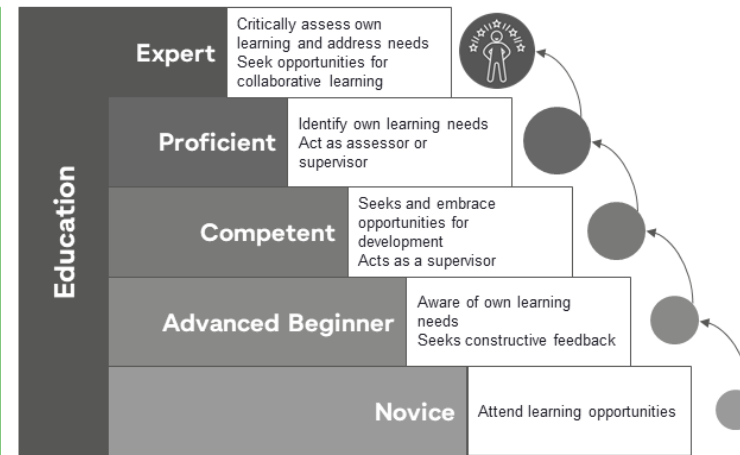 Education
Expert
Critically assess own
learning and address needs
Seek opportunities for
collaborative learning
Proficient
Identify own learning needs
Act as assessor or
supervisor
Competent
Seeks and embrace
opportunities for
development
Acts as a supervisor
Advanced Beginner
Aware of own learning
needs
Seeks constructive feedback
Novice
Attend learning opportunities